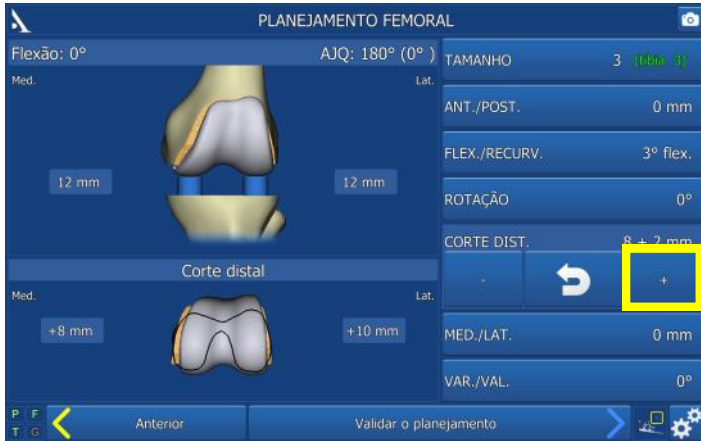 PLANEJAMENTO FEMORAL
Flexão: 0°
AJQ: 180° (0° )
Med.
Lat.
12 mm
12 mm
Corte distal
Med.
Lat.
+8 mm
+10 mm
TAMANHO 3 (tíbia 3)
ANT./POST. 0 mm
FLEX./RECURV. 3° flex.
ROTAÇÃO 0°
CORTE DIST. 8 + 2 mm
- +
MED./LAT. 0 mm
VAR./VAL. 0°
P F
T G
Anterior
Validar o planejamento